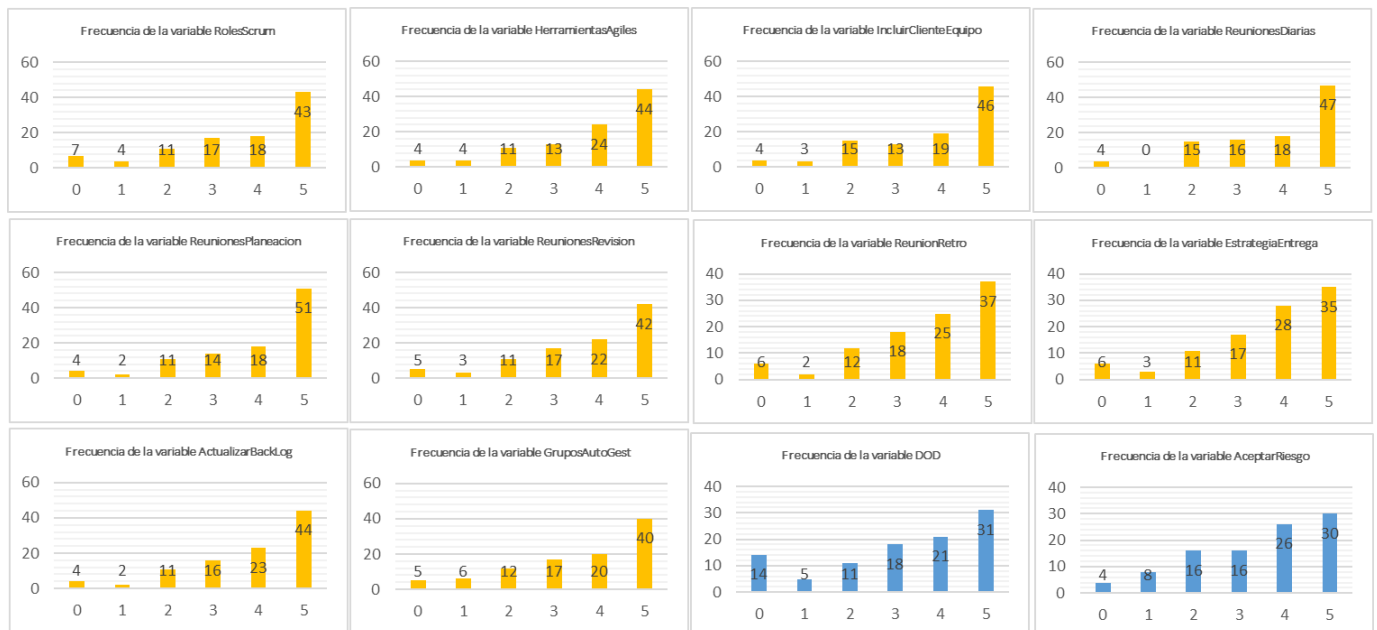 Frecuencia de la variable RolesScrum
60
40
20
0
7 4 11 17 18 43
0 1 2 3 4 5
Frecuencia de la variable HerramientasAgiles
60
40
20
0
4 4 11 13 24 44
0 1 2 3 4 5
Frecuencia de la variable IncluirClienteEquipo
60
40
20
0
4 3 15 13 19 46
0 1 2 3 4 5
Frecuencia de la variable ReunionesDiarias
60
40
20
0
4 0 15 16 18 47
0 1 2 3 4 5
Frecuencia de la variable ReunionesPlaneacion
60
40
20
0
4 2 11 14 18 51
0 1 2 3 4 5
Frecuencia de la variable ReunionesRevision
60
40
20
0
5 3 11 17 22 42
0 1 2 3 4 5
Frecuencia de la variable ReunionRetro
40
30
20
10
0
6 2 12 18 25 37
0 1 2 3 4 5
Frecuencia de la variable EstrategiaEntrega
40
30
20
10
0
6 3 11 17 28 35
0 1 2 3 4 5
Frecuencia de la variable ActualizarBackLog
60
40
20
0
4 2 11 16 23 44
0 1 2 3 4 5
Frecuencia de la variable GruposAutoGest
60
40
20
0
5 6 12 17 20 40
0 1 2 3 4 5
Frecuencia de la variable DOD
40
30
20
10
0
14 5 11 18 21 31
0 1 2 3 4 5
Frecuencia de la variable AceptarRiesgo
40
30
20
10
0
4 8 16 16 26 30
0 1 2 3 4 5